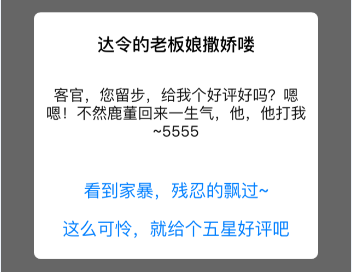 达令的老板娘撒娇喽
客官，您留步，给我个好评好吗？嗯
嗯！不然鹿董回来一生气，他，他打我
~5555
看到家暴，残忍的飘过~
这么可怜，就给个五星好评吧